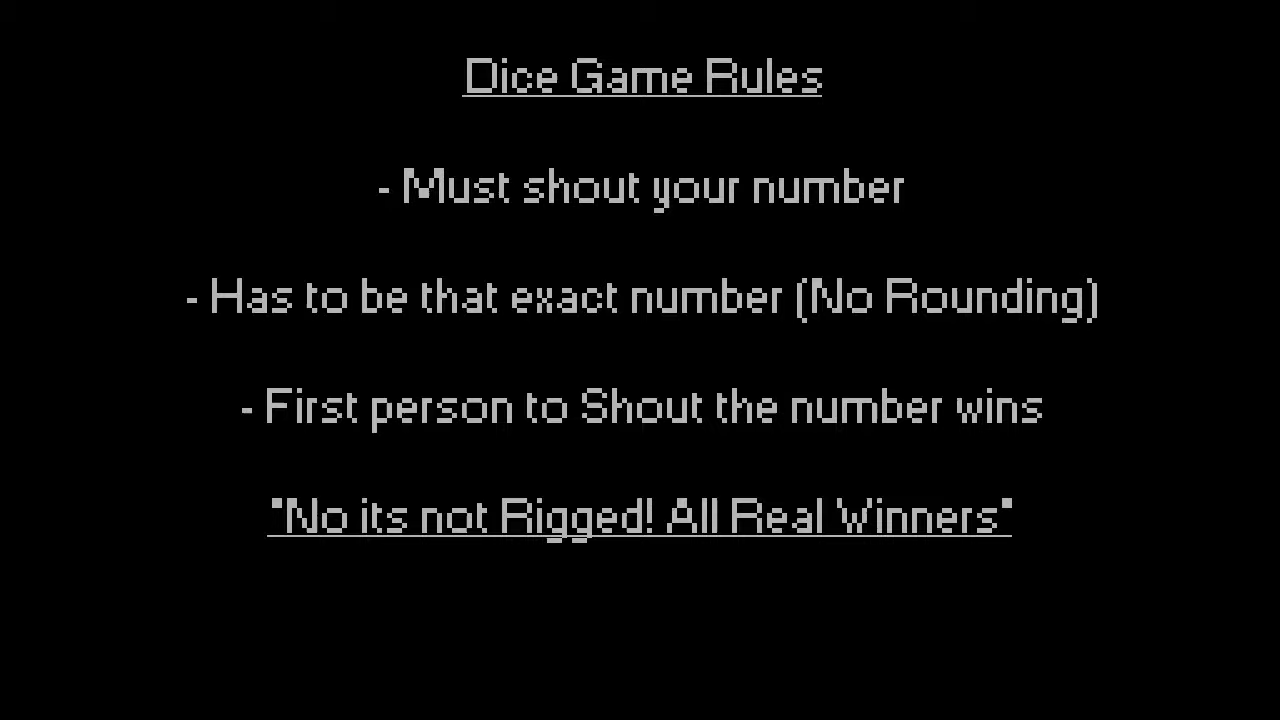 Dice Game Rules
- Must shout your number
- Has to be that exact number (No Rounding)
- First person to Shout the number wins
"No its not Rigged! All Real Winners"